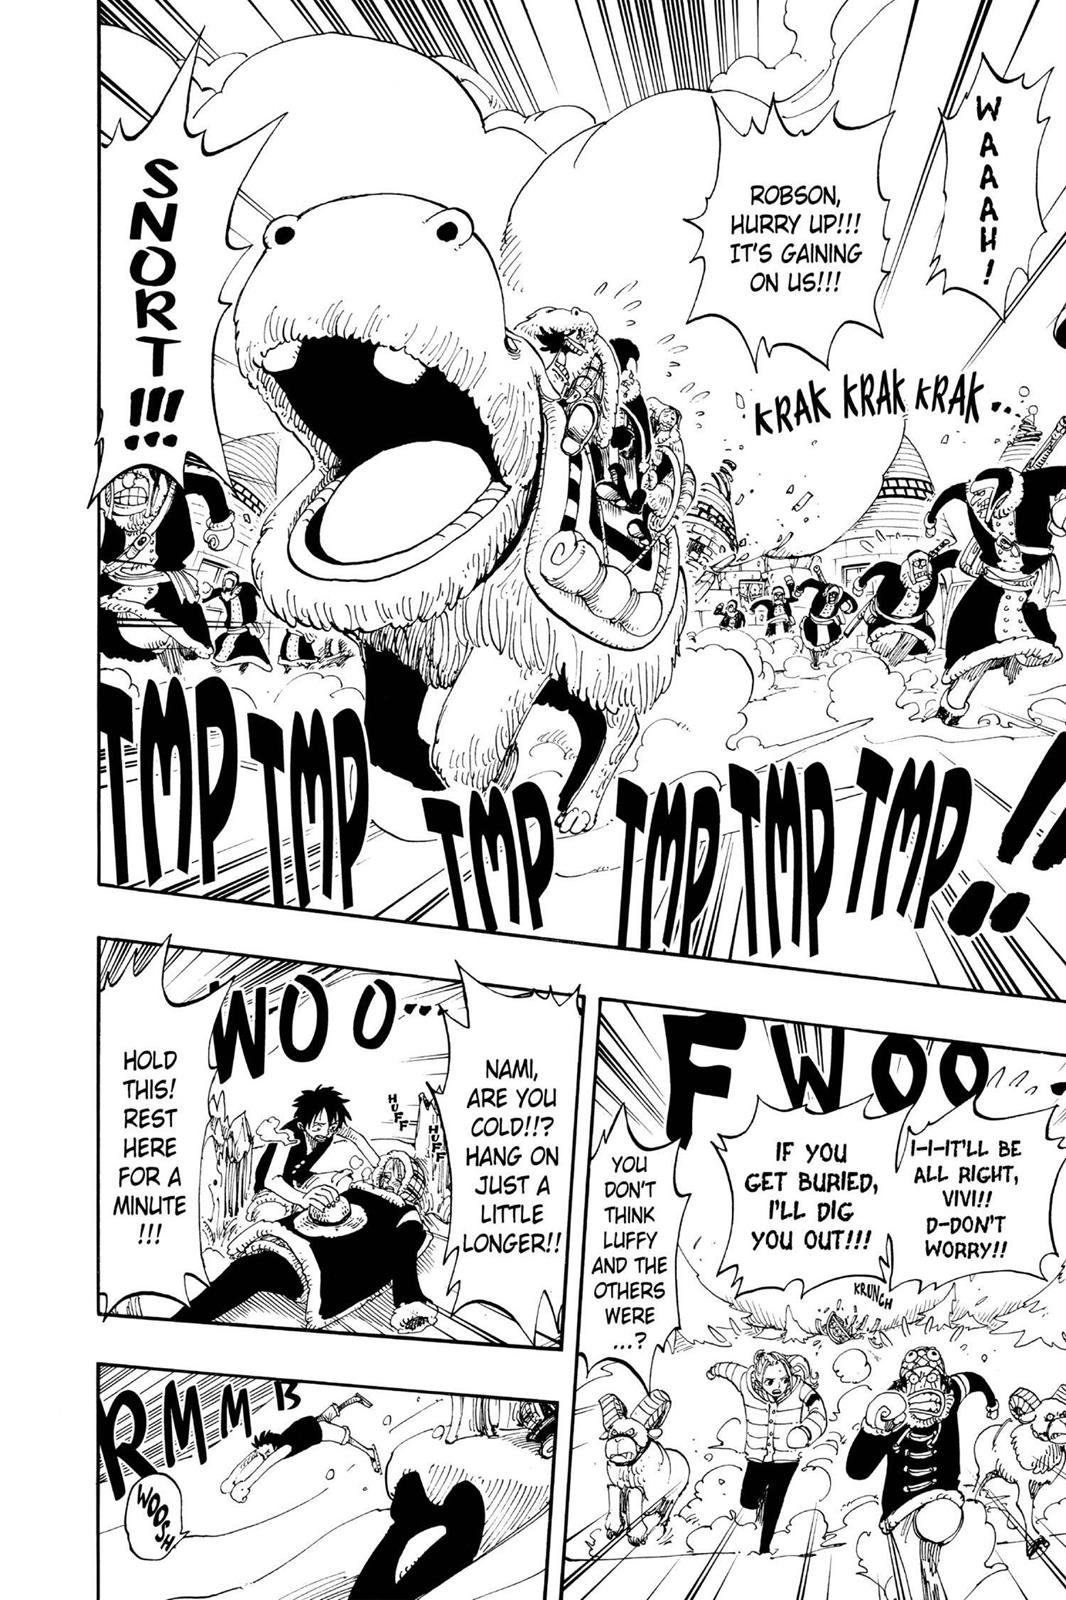 WAAAH!
ROBSON,
HURRY UP!!!
IT'S GAINING
ON US!!!
SNORT!!!
KRAK KRAK KRAK..
TMP TMP TMP TMP TMP TMP..!!
FWOO
I-I-IT'LL BE
ALL RIGHT,
VIVI!!
D-DON'T
WORRY!!
IF YOU
GET BURIED,
I'LL DIG
YOU OUT!!!
YOU
DON'T
THINK
LUFFY
AND THE
OTHERS
WERE
...?
KRUNGH
WOO...
NAMI,
ARE YOU
COLD!!?
HANG ON
JUST A
LITTLE
LONGER!!
HUFF
HUFF
HOLD
THIS!
REST
HERE
FOR A
MINUTE
!!!
RMMMB
WOOSH